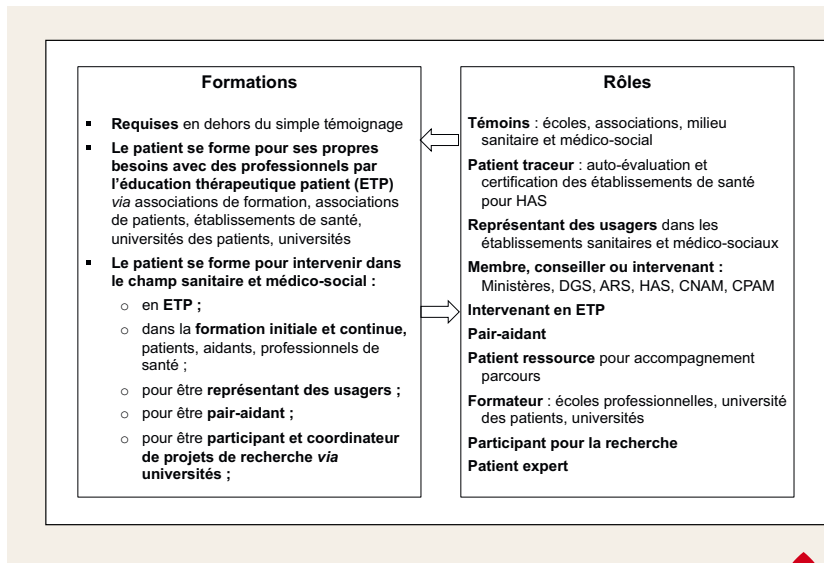 Formations
▪ Requises en dehors du simple témoignage
▪ Le patient se forme pour ses propres
besoins avec des professionnels par
l’éducation thérapeutique patient (ETP)
via associations de formation, associations
de patients, établissements de santé,
universités des patients, universités
▪ Le patient se forme pour intervenir dans
le champ sanitaire et médico-social :
○ en ETP ;
○ dans la formation initiale et continue,
patients, aidants, professionnels de
santé ;
○ pour être représentant des usagers ;
○ pour être pair-aidant ;
○ pour être participant et coordinateur
de projets de recherche via
universités ;
Rôles
Témoins : écoles, associations, milieu
sanitaire et médico-social
Patient traceur : auto-évaluation et
certification des établissements de santé
pour HAS
Représentant des usagers dans les
établissements sanitaires et médico-sociaux
Membre, conseiller ou intervenant :
Ministères, DGS, ARS, HAS, CNAM, CPAM
Intervenant en ETP
Pair-aidant
Patient ressource pour accompagnement
parcours
Formateur : écoles professionnelles, université
des patients, universités
Participant pour la recherche
Patient expert